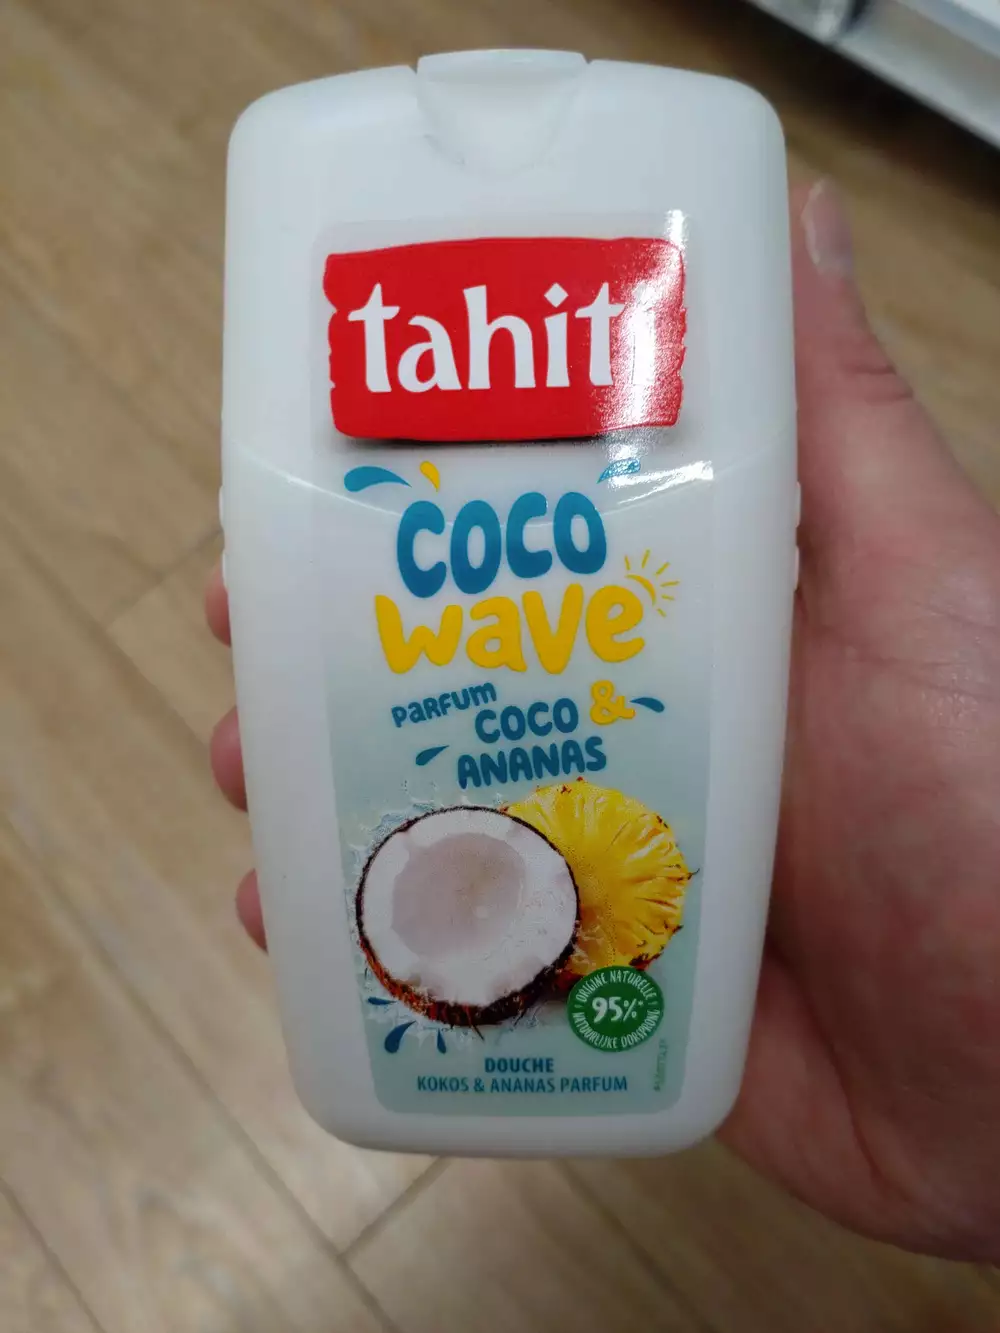 tahiti
COCO
wave
PARFUM
COCO &
ANANAS
ORIGINE NATURELLE
95%*
NATUURLIJKE OORSPRONG
DOUCHE
KOKOS & ANANAS PARFUM